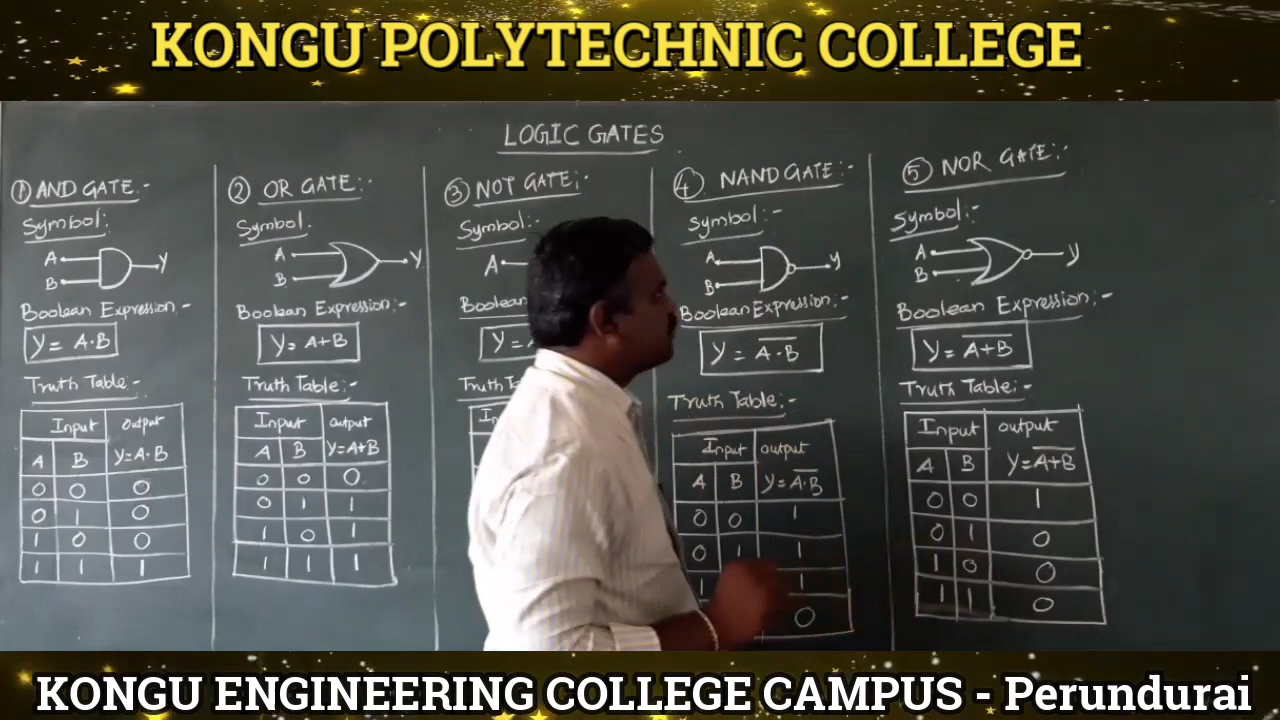 KONGU POLYTECHNIC COLLEGE
LOGIC GATES
① AND GATE:-
Symbol:
A
B
Y
Boolean Expression:-
Y = A·B
Truth Table:-
Input Output
A B Y=A·B
0 0 0
0 1 0
1 0 0
1 1 1
② OR GATE:-
Symbol.
A
B
Y
Boolean Expression:-
Y= A+B
Truth Table:-
Input output
A B Y=A+B
0 0 0
0 1 1
1 0 1
1 1 1
③ NOT GATE:-
Symbol:-
A
Boolean
Y =
④ NAND GATE:-
Symbol:-
A
B
Y
Boolean Expression:-
Y = A̅·̅B̅
Truth Table:-
Input output
A B Y=A̅·̅B̅
0 0 1
0 1 1
1 1
0
⑤ NOR GATE:-
Symbol:-
A
B
Y
Boolean Expression:-
Y= A̅+̅B̅
Truth Table:-
Input output
A B Y=A̅+̅B̅
0 0 1
0 1 0
1 0 0
1 1 0
KONGU ENGINEERING COLLEGE CAMPUS - Perundurai